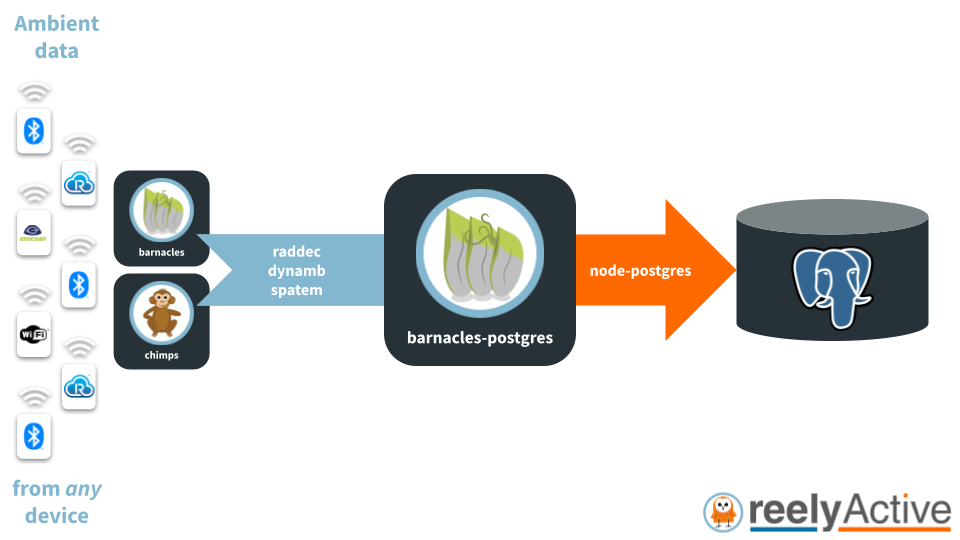 Ambient
data
R
enocean
WiFi
R
from any
device
barnacles
chimps
raddec
dynamb
spatem
barnacles-postgres
node-postgres
reelyActive